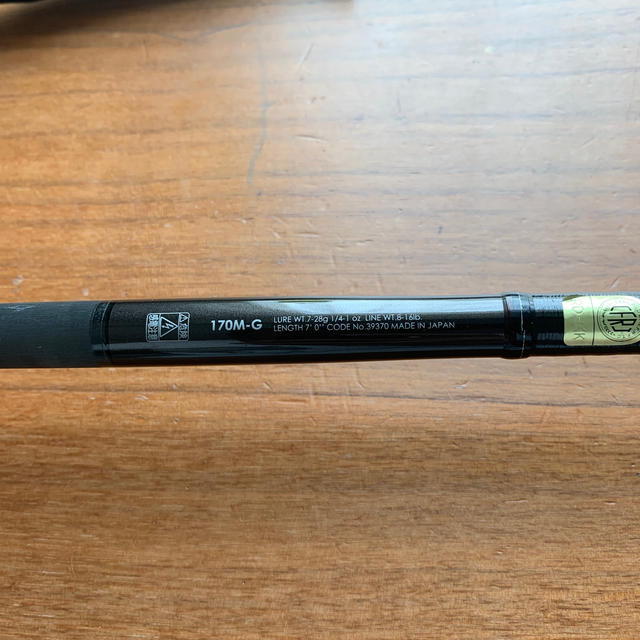 170M-G
LURE WT.7-28g 1/4-1 oz LINE WT.8-16lb.
LENGTH 7' 0" CODE No.39370 MADE IN JAPAN